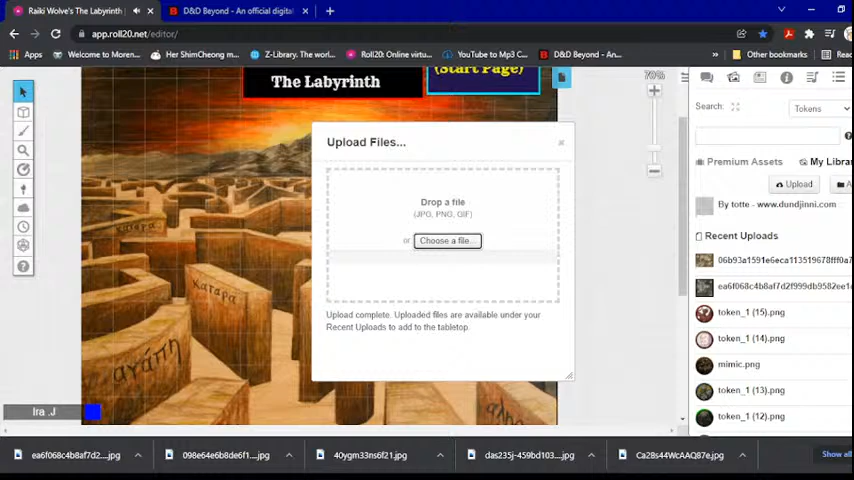 Raiki Wolve's The Labyrinth
D&D Beyond - An official digital
app.roll20.net/editor/
Apps
Welcome to Moren...
Her ShimCheong m...
Z-Library. The worl...
Roll20: Online virtu...
YouTube to Mp3 C...
D&D Beyond - An...
»
Other bookmarks
The Labyrinth
(Start Page)
70%
Search:
Tokens
Premium Assets
My Libra
Upload
By totte - www.dundjinni.com
Recent Uploads
06b93a1591e6eca113519678fff0a7
ea6f068c4b8af7d2f999db9582ee1
token_1 (15).png
token_1 (14).png
mimic.png
token_1 (13).png
token_1 (12).png
Upload Files...
Drop a file
(JPG, PNG, GIF)
or Choose a file...
Upload complete. Uploaded files are available under your
Recent Uploads to add to the tabletop.
καταρα
καταρα
αγάπη
Ira .J
ea6f068c4b8af7d2....jpg
098e64e6b8de6f1....jpg
40ygm33ns6f21.jpg
das235j-459bd103....jpg
Ca2Bs44WcAAQ87e.jpg
Show all